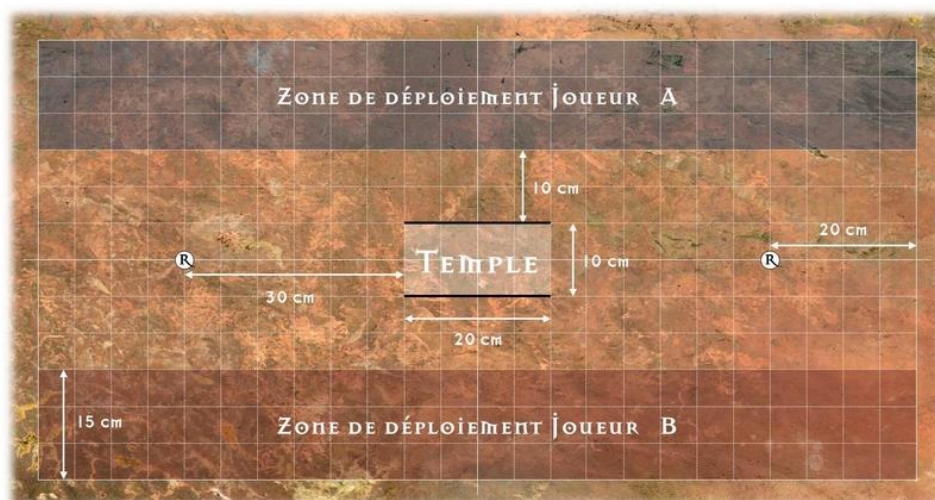 Zone de déploiement joueur A
10 cm
20 cm
R
Temple
10 cm
R
30 cm
20 cm
15 cm
Zone de déploiement joueur B